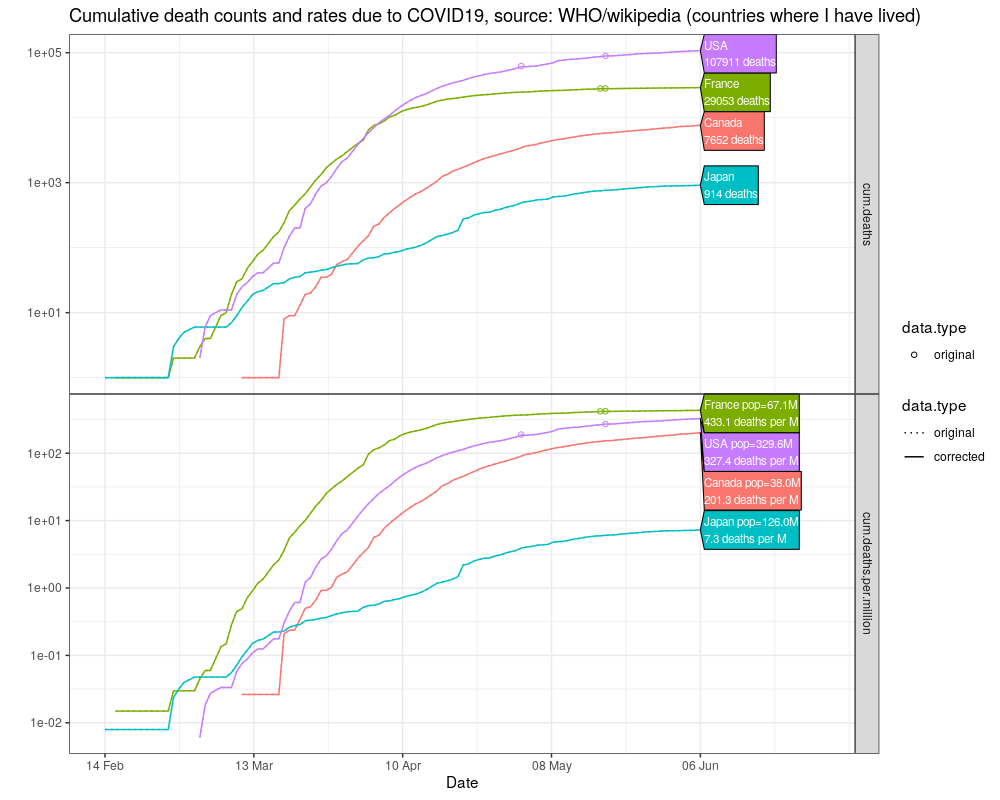 Cumulative death counts and rates due to COVID19, source: WHO/wikipedia (countries where I have lived)
1e+05
1e+03
1e+01
USA
107911 deaths
France
29053 deaths
Canada
7652 deaths
Japan
914 deaths
cum.deaths
1e+02
1e+01
1e+00
1e-01
1e-02
France pop=67.1M
433.1 deaths per M
USA pop=329.6M
327.4 deaths per M
Canada pop=38.0M
201.3 deaths per M
Japan pop=126.0M
7.3 deaths per M
cum.deaths.per.million
14 Feb
13 Mar
10 Apr
08 May
06 Jun
Date
data.type
original
data.type
original
corrected